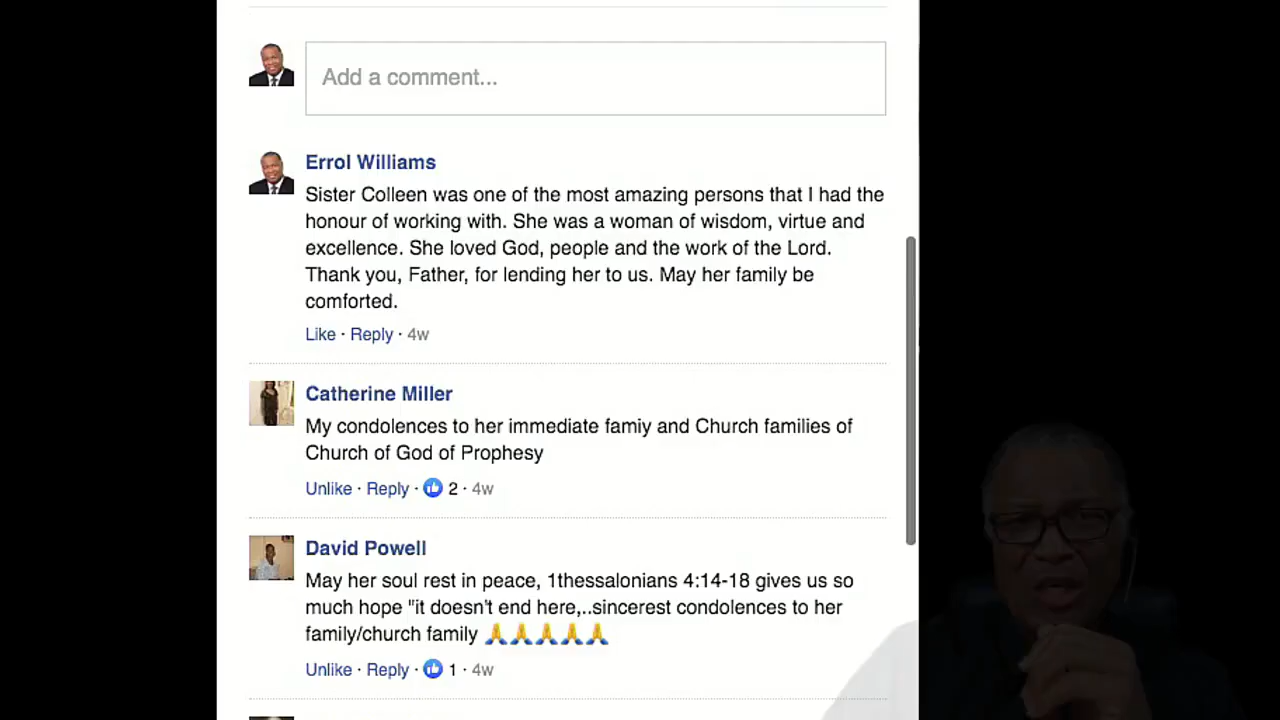 Add a comment...
Errol Williams
Sister Colleen was one of the most amazing persons that I had the
honour of working with. She was a woman of wisdom, virtue and
excellence. She loved God, people and the work of the Lord.
Thank you, Father, for lending her to us. May her family be
comforted.
Like · Reply · 4w
Catherine Miller
My condolences to her immediate famiy and Church families of
Church of God of Prophesy
Unlike · Reply · 2 · 4w
David Powell
May her soul rest in peace, 1thessalonians 4:14-18 gives us so
much hope "it doesn't end here,..sincerest condolences to her
family/church family 🙏🙏🙏🙏🙏
Unlike · Reply · 1 · 4w